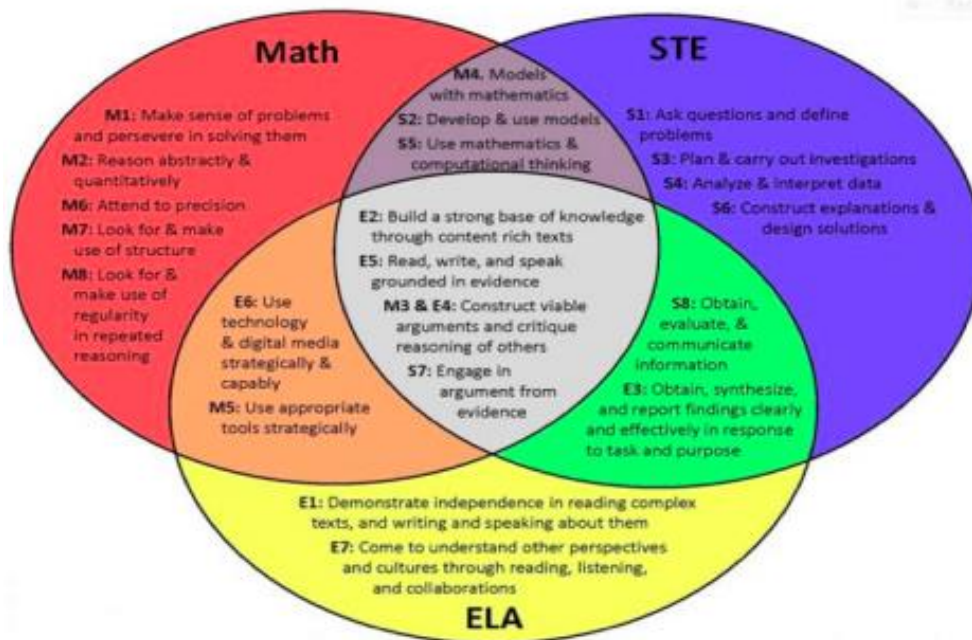 Math
STE
M4. Models
with mathematics
S2: Develop & use models
S5: Use mathematics &
computational thinking
M1: Make sense of problems
and persevere in solving them
M2: Reason abstractly &
quantitatively
M6: Attend to precision
M7: Look for & make
use of structure
M8: Look for &
make use of
regularity
in repeated
reasoning
S1: Ask questions and define
problems
S3: Plan & carry out investigations
S4: Analyze & interpret data
S6: Construct explanations &
design solutions
E2: Build a strong base of knowledge
through content rich texts
E5: Read, write, and speak
grounded in evidence
M3 & E4: Construct viable
arguments and critique
reasoning of others
S7: Engage in
argument from
evidence
E6: Use
technology
& digital media
strategically &
capably
M5: Use appropriate
tools strategically
S8: Obtain,
evaluate, &
communicate
information
E3: Obtain, synthesize,
and report findings clearly
and effectively in response
to task and purpose
E1: Demonstrate independence in reading complex
texts, and writing and speaking about them
E7: Come to understand other perspectives
and cultures through reading, listening,
and collaborations
ELA